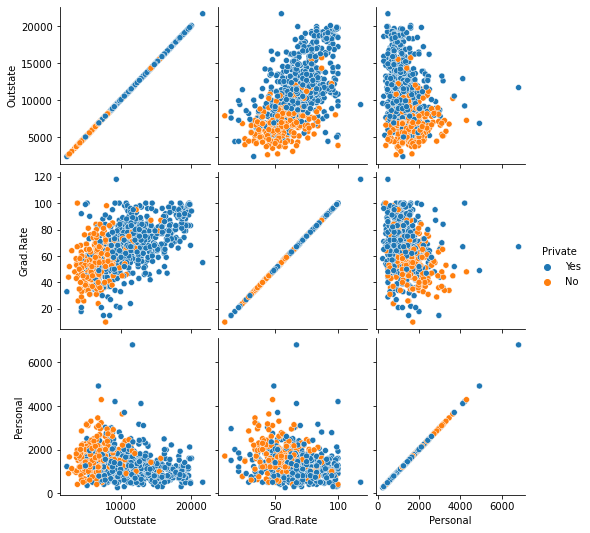 20000
15000
10000
5000
Outstate
120
100
80
60
40
20
Grad.Rate
Private
Yes
No
6000
4000
2000
0
Personal
10000 20000 50 100 0 2000 4000 6000
Outstate Grad.Rate Personal